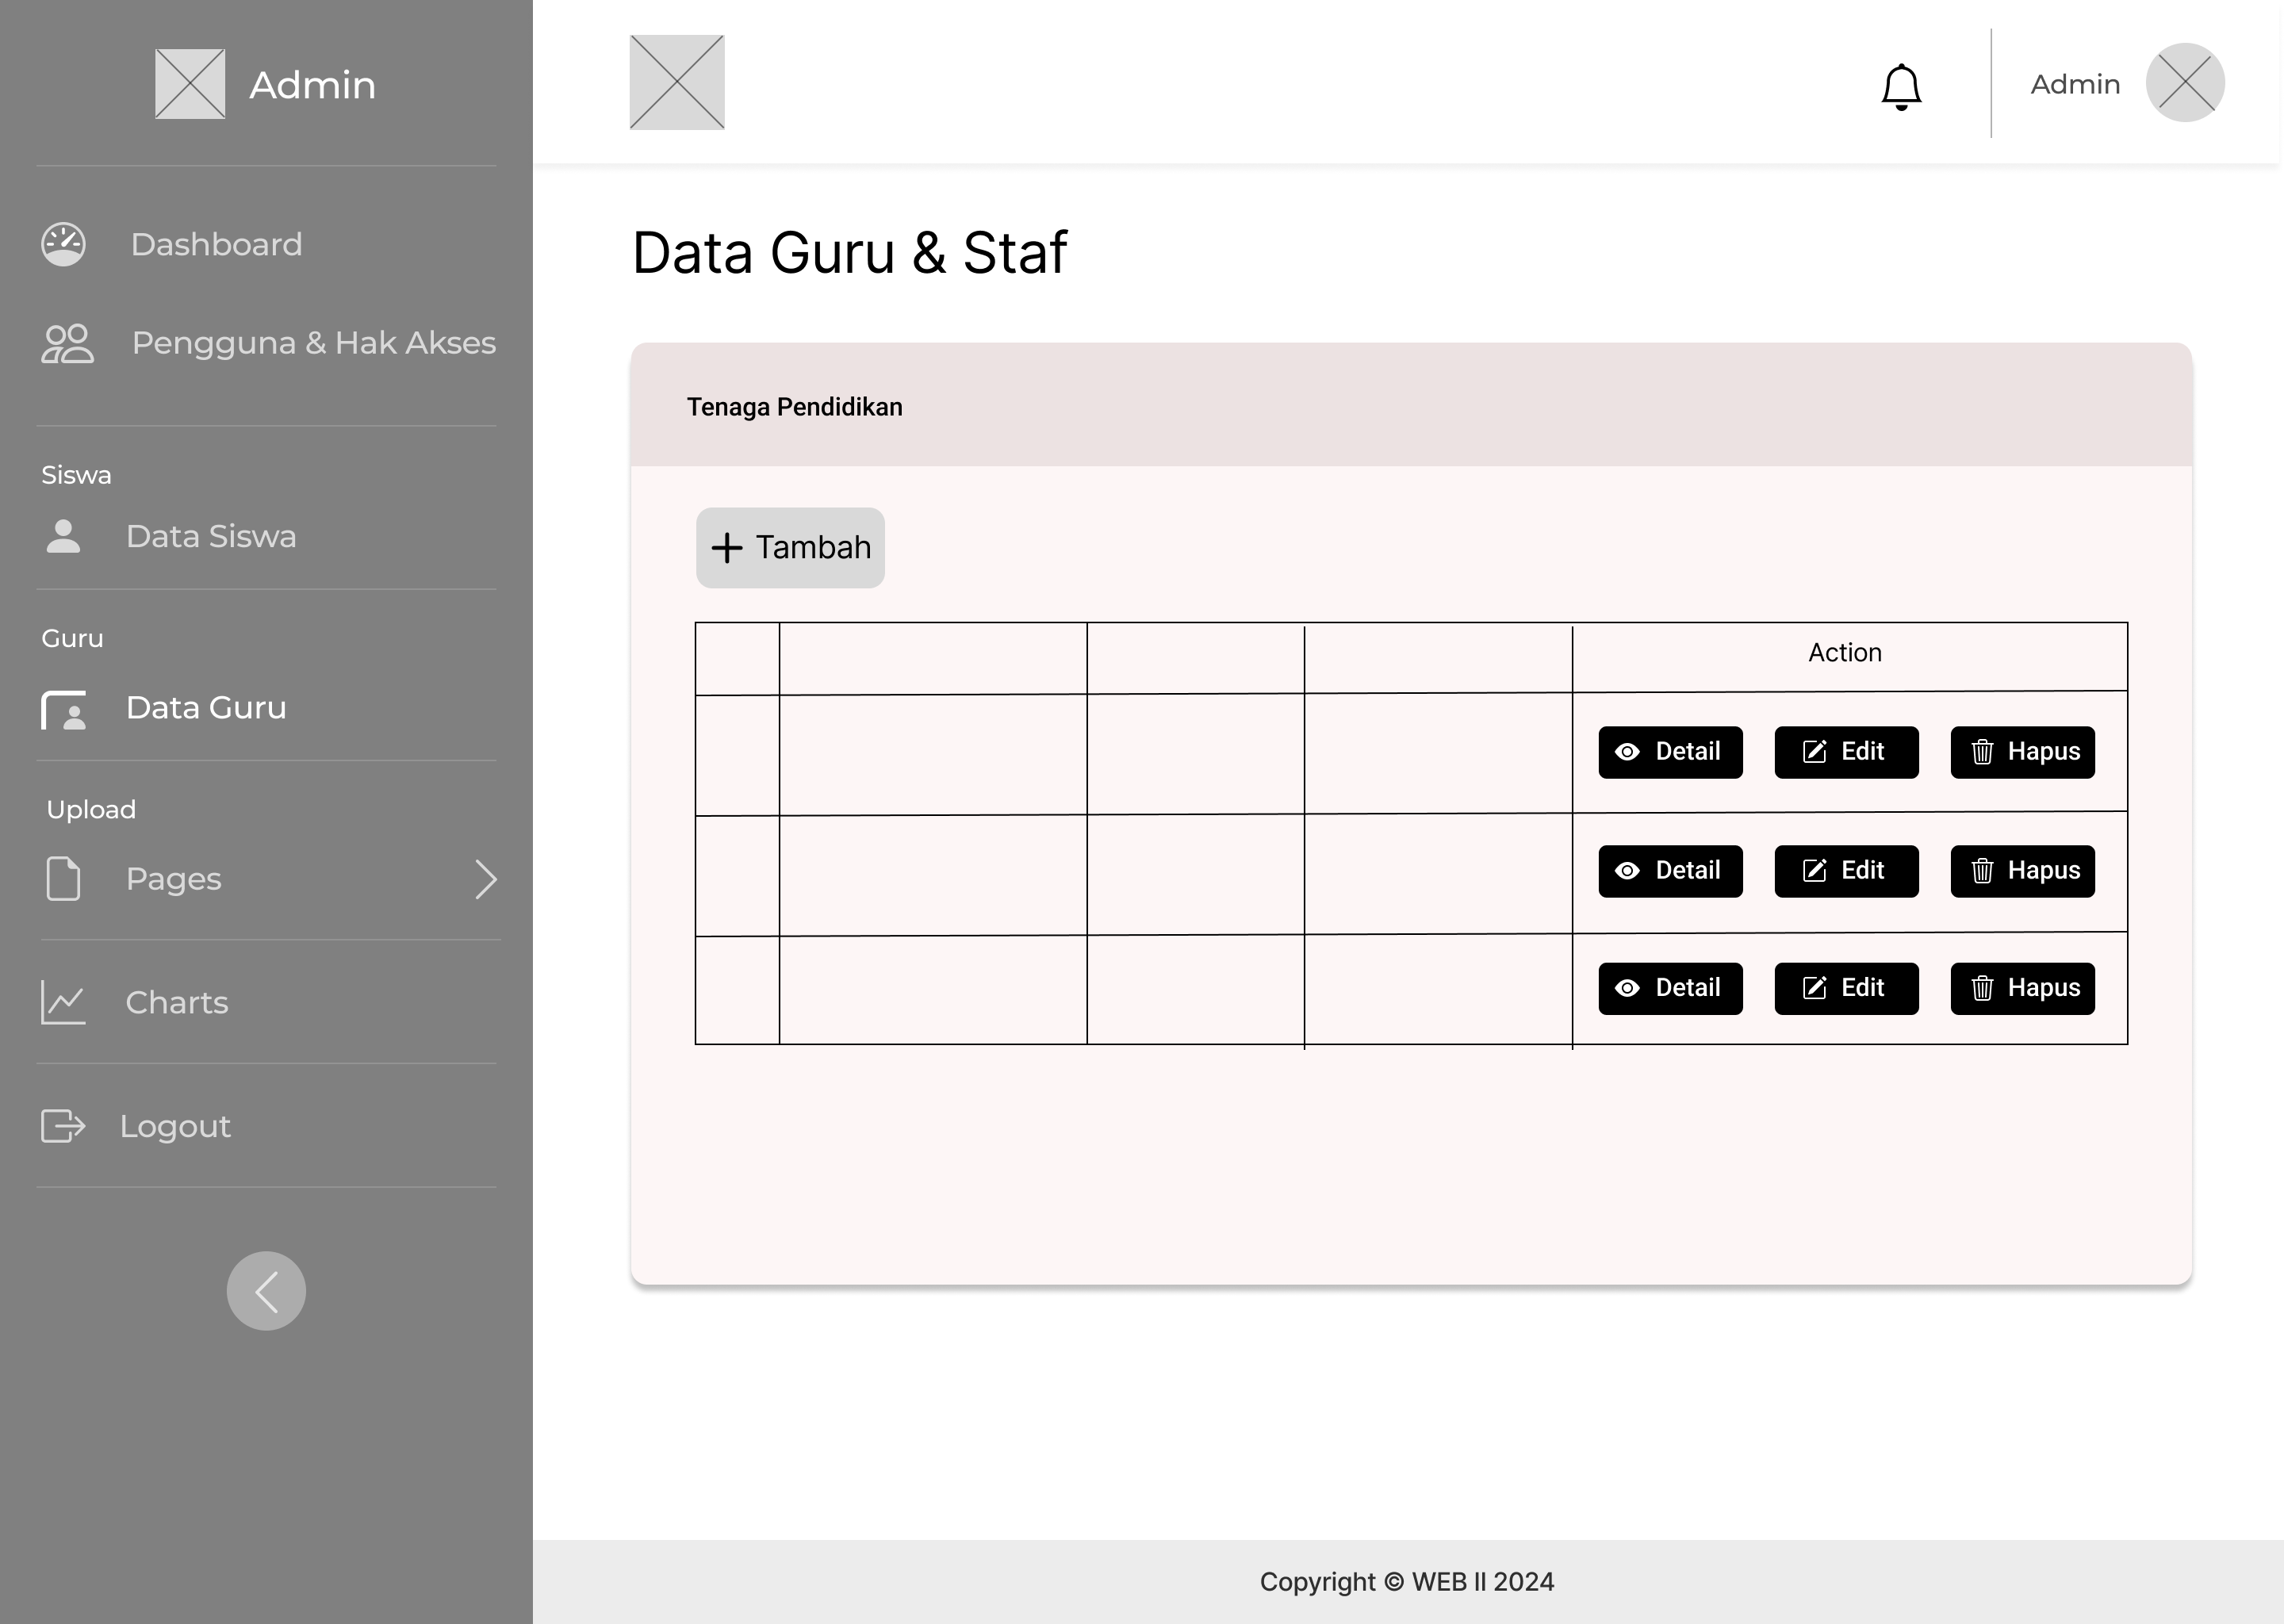 Admin
Dashboard
Pengguna & Hak Akses
Siswa
Data Siswa
Guru
Data Guru
Upload
Pages
Charts
Logout
Admin
Data Guru & Staf
Tenaga Pendidikan
Tambah
Action
Detail Edit Hapus
Detail Edit Hapus
Detail Edit Hapus
Copyright © WEB II 2024